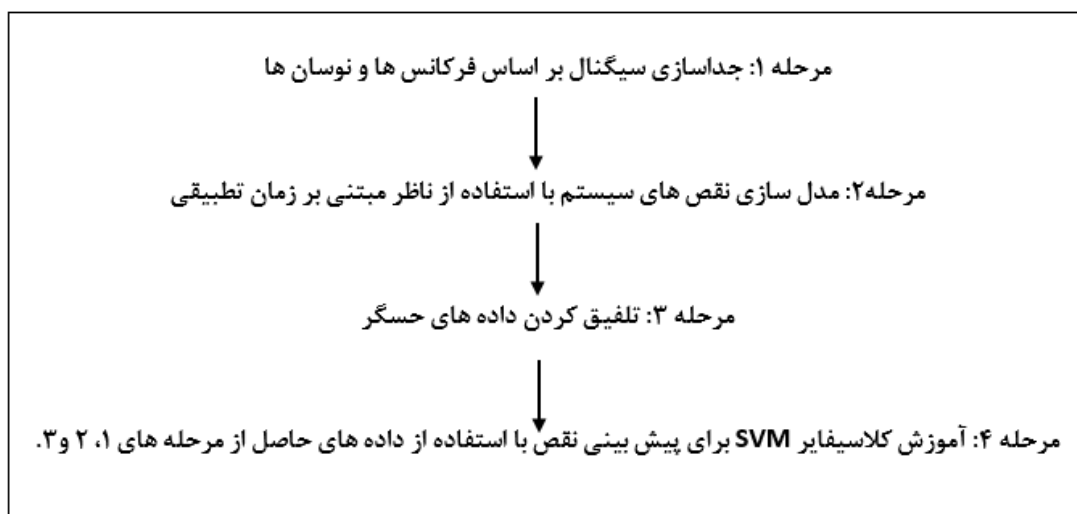 مرحله ۱: جداسازی سیگنال بر اساس فرکانس ها و نوسان ها
مرحله۲: مدل سازی نقص های سیستم با استفاده از ناظر مبتنی بر زمان تطبیقی
مرحله ۳: تلفیق کردن داده های حسگر
مرحله ۴: آموزش کلاسیفایر SVM برای پیش بینی نقص با استفاده از داده های حاصل از مرحله های ۱، ۲ و۳.